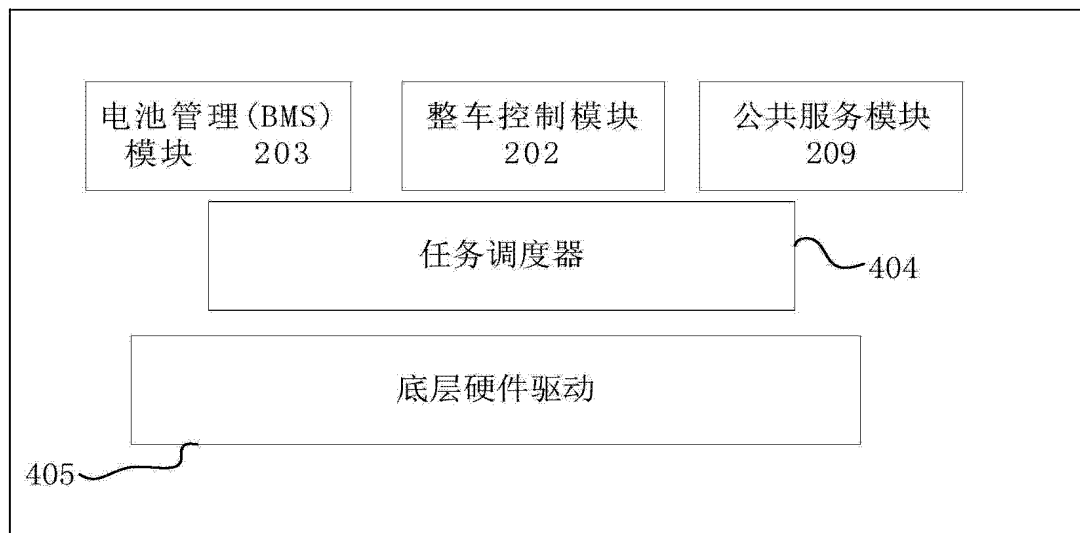 电池管理(BMS)
模块 203
整车控制模块
202
公共服务模块
209
任务调度器
404
底层硬件驱动
405